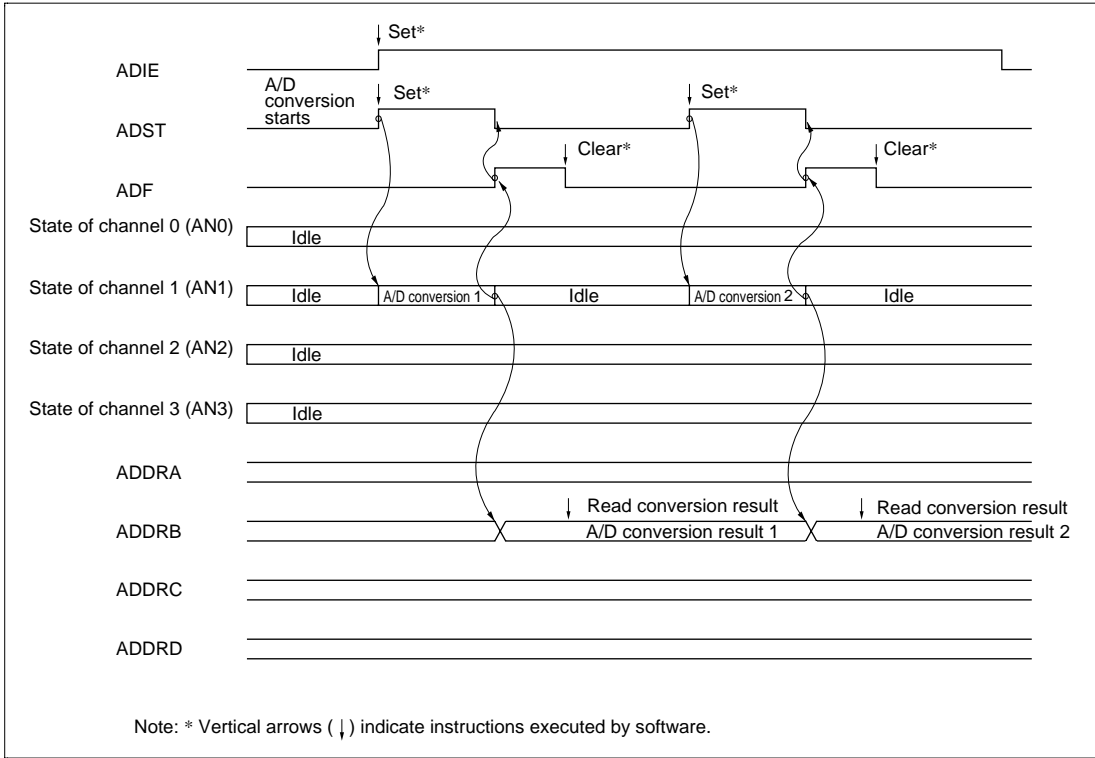 Set*
ADIE
A/D
conversion
starts
Set*
Set*
ADST
Clear*
Clear*
ADF
State of channel 0 (AN0)
Idle
State of channel 1 (AN1)
Idle
A/D conversion 1
Idle
A/D conversion 2
Idle
State of channel 2 (AN2)
Idle
State of channel 3 (AN3)
Idle
ADDRA
Read conversion result
Read conversion result
ADDRB
A/D conversion result 1
A/D conversion result 2
ADDRC
ADDRD
Note: * Vertical arrows (↓) indicate instructions executed by software.